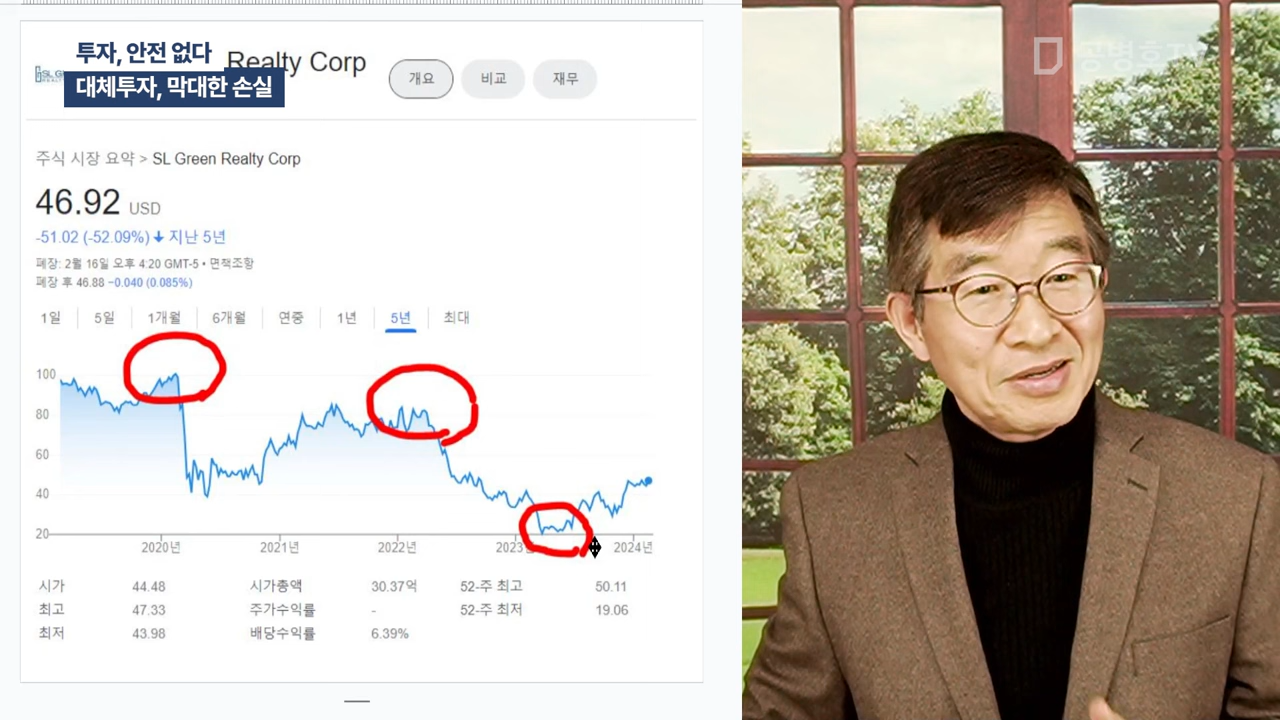 투자, 안전 없다
대체투자, 막대한 손실
Realty Corp
개요 비교 재무
공병호TV
주식 시장 요약 > SL Green Realty Corp
46.92 USD
-51.02 (-52.09%) ↓ 지난 5년
폐장: 2월 16일 오후 4:20 GMT-5 • 면책조항
폐장 후 46.88 −0.040 (0.085%)
1일 5일 1개월 6개월 연중 1년 5년 최대
100
80
60
40
20
2020년 2021년 2022년 2023 2024년
시가 44.48 시가총액 30.37억 52-주 최고 50.11
최고 47.33 주가수익률 - 52-주 최저 19.06
최저 43.98 배당수익률 6.39%